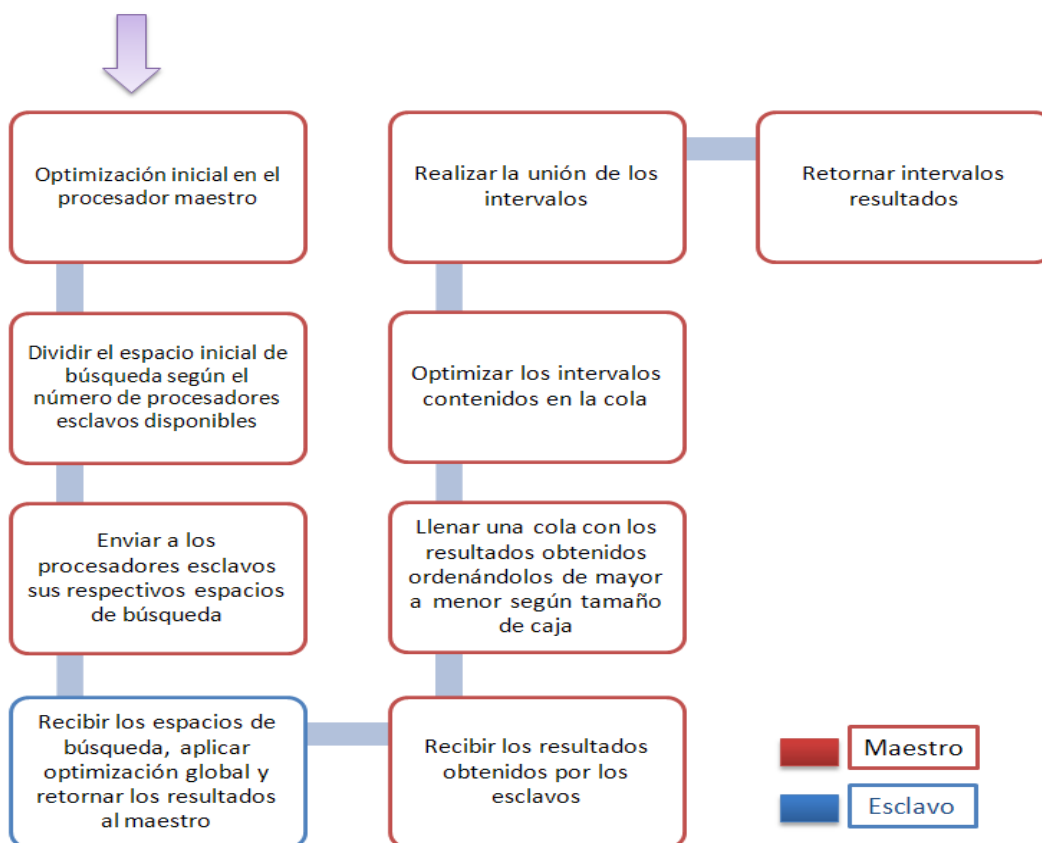 Optimización inicial en el
procesador maestro
Dividir el espacio inicial de
búsqueda según el
número de procesadores
esclavos disponibles
Enviar a los
procesadores esclavos
sus respectivos espacios
de búsqueda
Recibir los espacios de
búsqueda, aplicar
optimización global y
retornar los resultados
al maestro
Recibir los resultados
obtenidos por los
esclavos
Llenar una cola con los
resultados obtenidos
ordenándolos de mayor
a menor según tamaño
de caja
Optimizar los intervalos
contenidos en la cola
Realizar la unión de los
intervalos
Retornar intervalos
resultados
Maestro
Esclavo